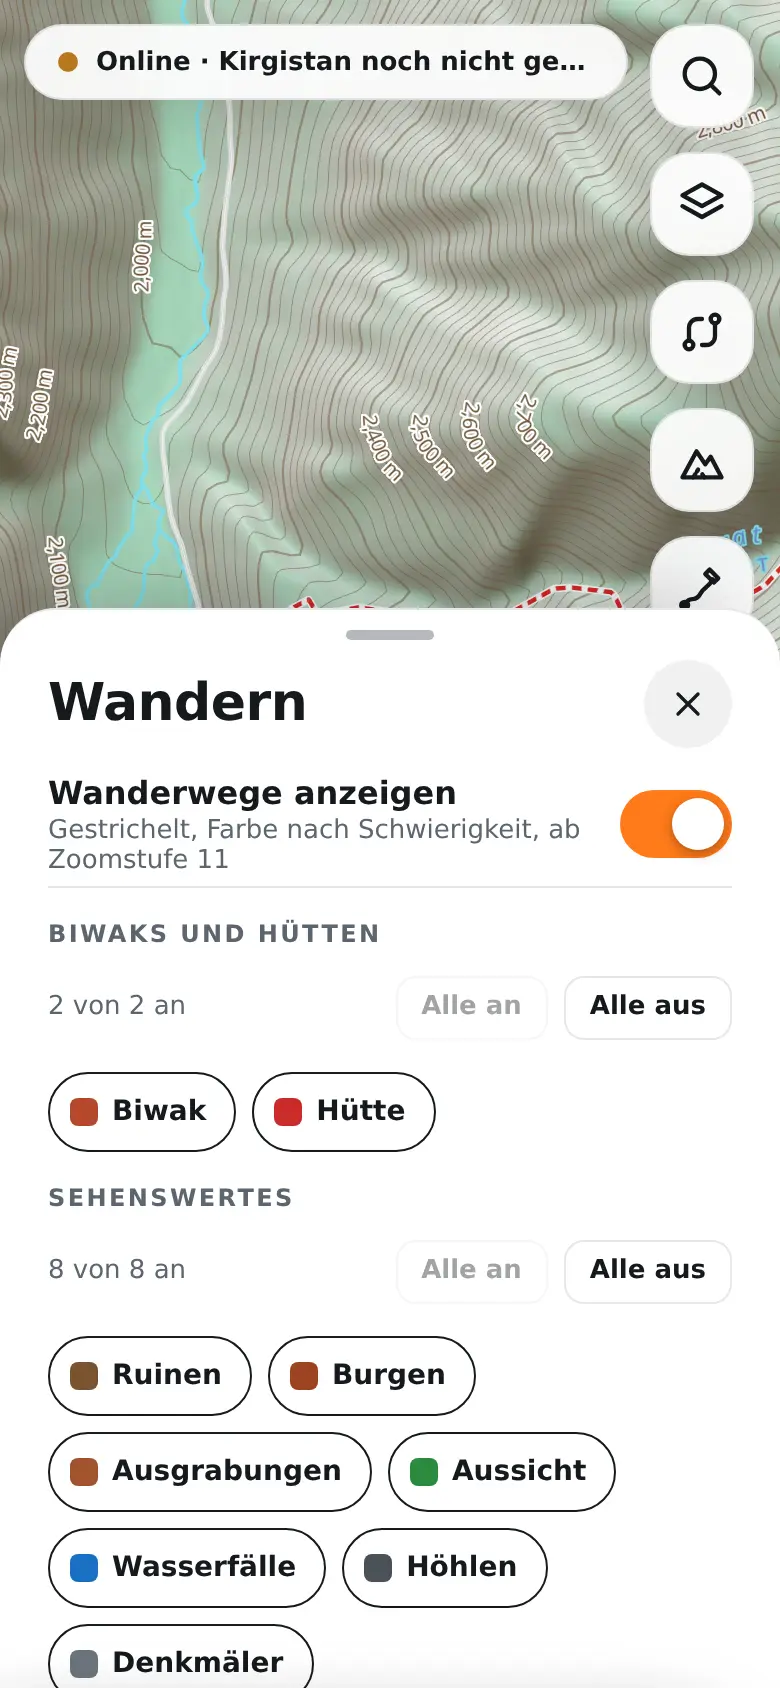 Online · Kirgistan noch nicht ge...
2,000 m
2,200 m
2,400 m
2,500 m
2,600 m
2,700 m
2,100 m
Wandern
Wanderwege anzeigen
Gestrichelt, Farbe nach Schwierigkeit, ab
Zoomstufe 11
BIWAKS UND HÜTTEN
2 von 2 an
Alle an
Alle aus
Biwak
Hütte
SEHENSWERTES
8 von 8 an
Alle an
Alle aus
Ruinen
Burgen
Ausgrabungen
Aussicht
Wasserfälle
Höhlen
Denkmäler